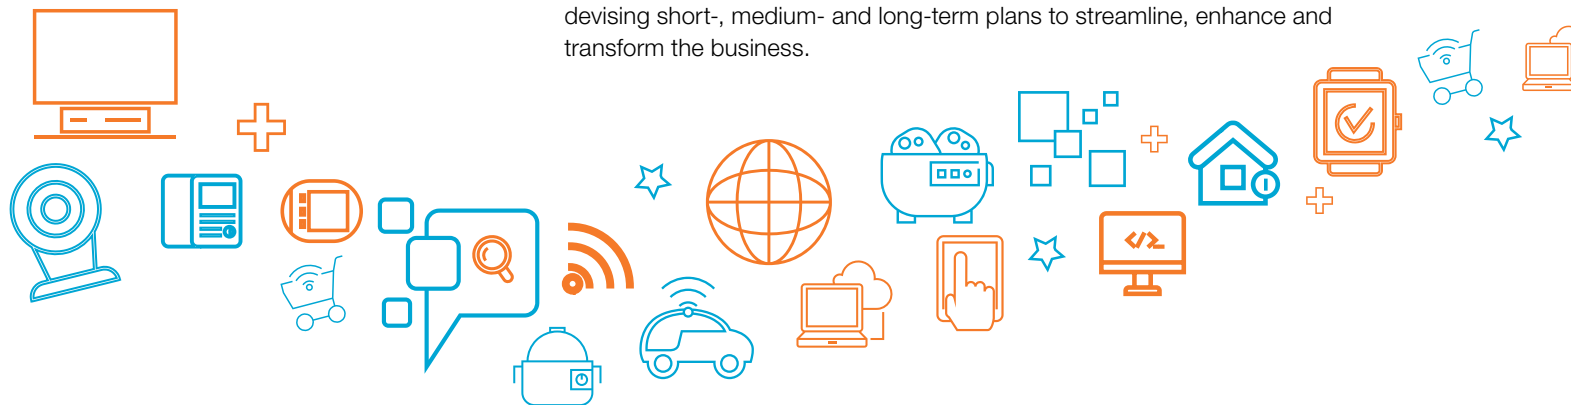 devising short-, medium- and long-term plans to streamline, enhance and
transform the business.